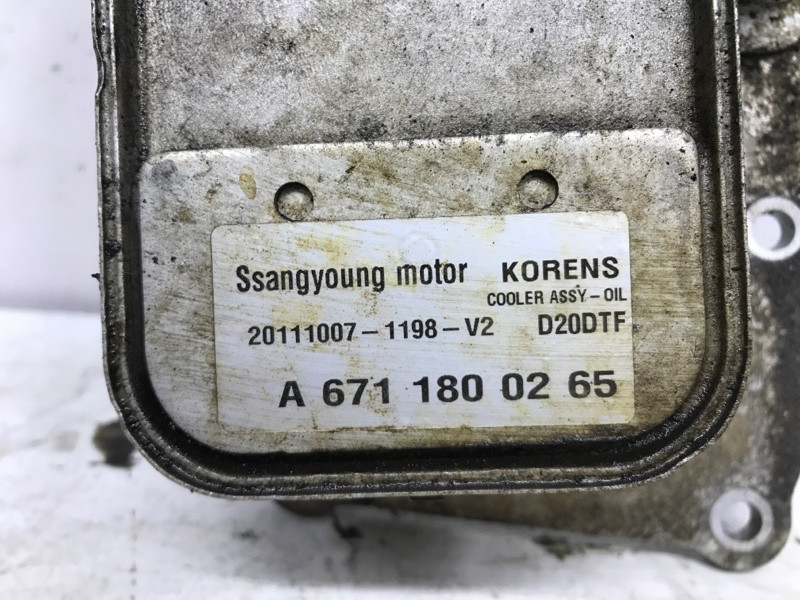 Ssangyoung motor KORENS
COOLER ASSY-OIL
20111007-1198-V2 D20DTF
A 671 180 02 65